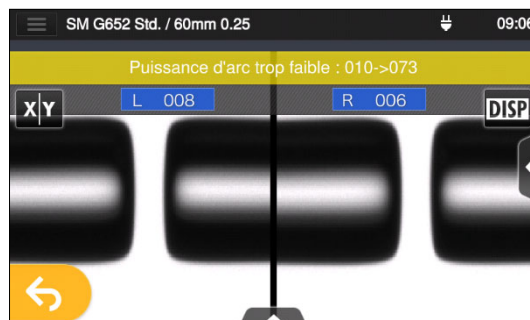 SM G652 Std. / 60mm 0.25
09:06
Puissance d'arc trop faible : 010->073
L 008
R 006
X|Y
DISP